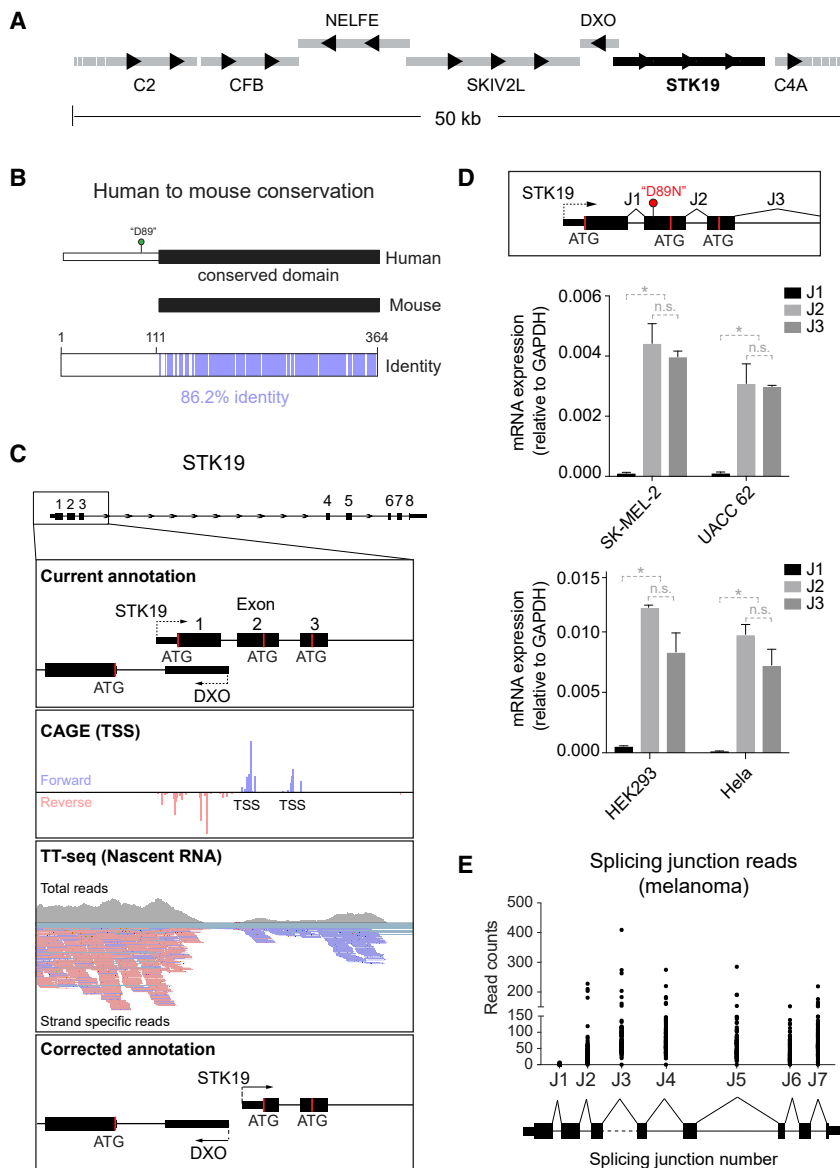 A
NELFE
DXO
C2
CFB
SKIV2L
STK19
C4A
50 kb
B
Human to mouse conservation
"D89"
Human
conserved domain
Mouse
1
111
364
Identity
86.2% identity
C
STK19
1 2 3
4
5
6 7 8
Current annotation
STK19
Exon
1
2
3
ATG
ATG
ATG
ATG
DXO
CAGE (TSS)
Forward
Reverse
TSS
TSS
TT-seq (Nascent RNA)
Total reads
Strand specific reads
Corrected annotation
STK19
ATG
ATG
ATG
DXO
D
STK19
J1
"D89N"
J2
J3
ATG
ATG
ATG
J1
J2
J3
mRNA expression
(relative to GAPDH)
0.006
0.004
0.002
0.000
*
n.s.
*
n.s.
SK-MEL-2
UACC 62
J1
J2
J3
mRNA expression
(relative to GAPDH)
0.015
0.010
0.005
0.000
*
n.s.
*
n.s.
HEK293
Hela
E
Splicing junction reads
(melanoma)
Read counts
500
400
300
200
150
100
50
0
J1 J2 J3 J4 J5 J6 J7
Splicing junction number